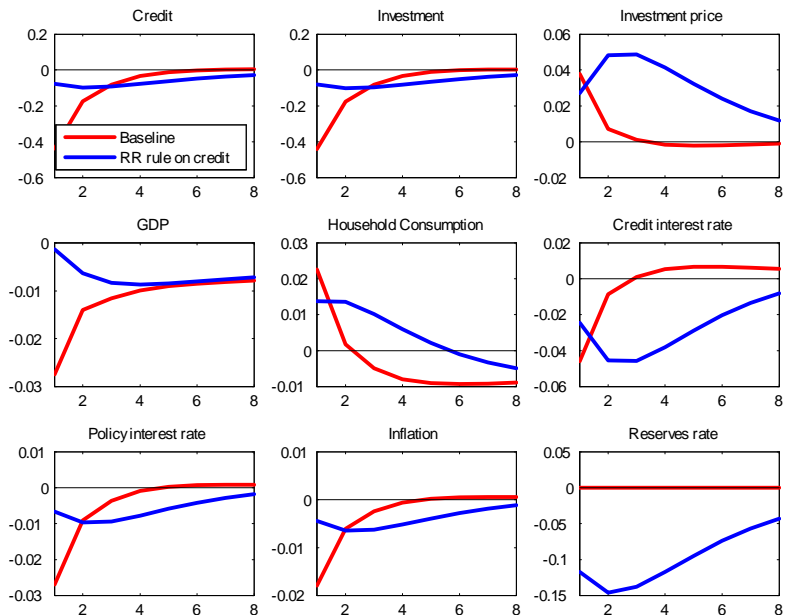 Credit
0.2
0
-0.2
-0.4
-0.6
Baseline
RR rule on credit
2 4 6 8
Investment
0.2
0
-0.2
-0.4
-0.6
2 4 6 8
Investment price
0.06
0.04
0.02
0
-0.02
2 4 6 8
GDP
0
-0.01
-0.02
-0.03
2 4 6 8
Household Consumption
0.03
0.02
0.01
0
-0.01
2 4 6 8
Credit interest rate
0.02
0
-0.02
-0.04
-0.06
2 4 6 8
Policy interest rate
0.01
0
-0.01
-0.02
-0.03
2 4 6 8
Inflation
0.01
0
-0.01
-0.02
2 4 6 8
Reserves rate
0.05
0
-0.05
-0.1
-0.15
2 4 6 8